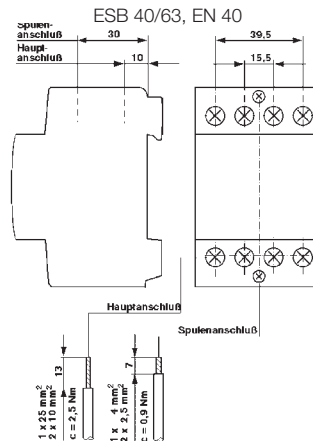 ESB 40/63, EN 40
Spulen-
anschluß
Haupt-
anschluß
30
10
39,5
15,5
Hauptanschluß
Spulenanschluß
13
1 x 25 mm²
2 x 10 mm²
c = 2,5 Nm
7
1 x 4 mm²
2 x 2,5 mm²
c = 0,9 Nm